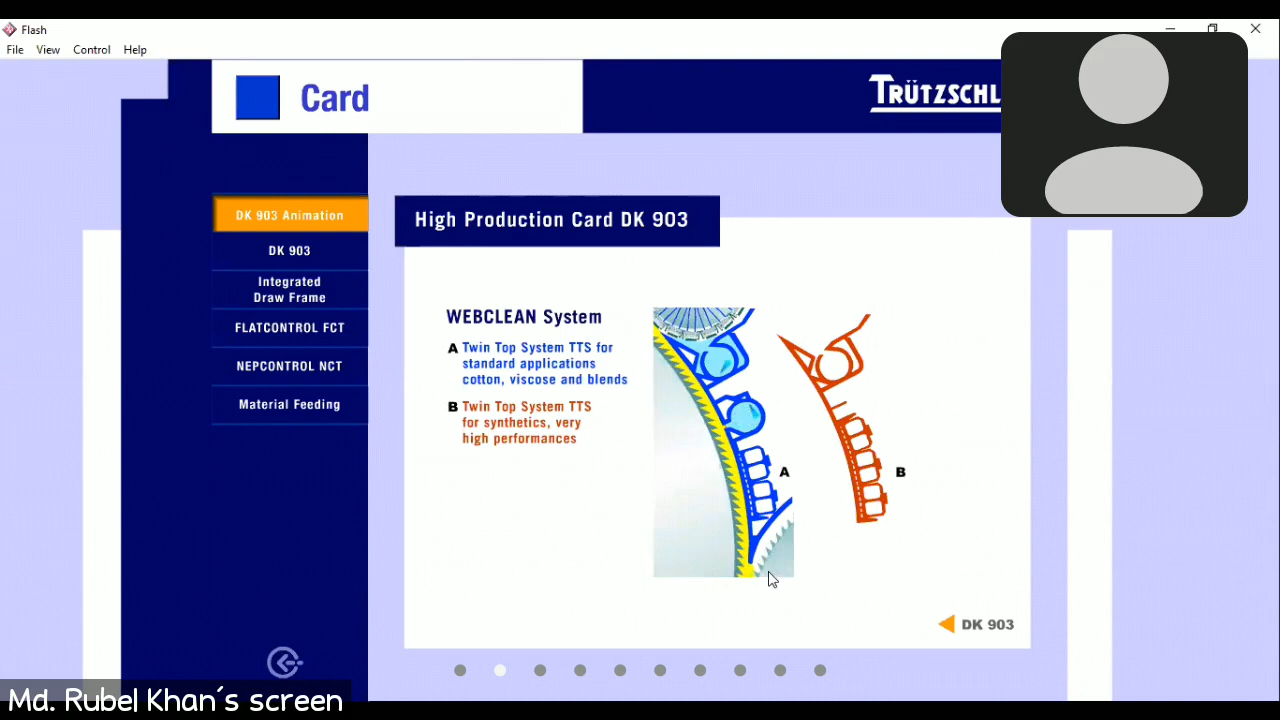 Flash
File View Control Help
Card
TRÜTZSCHL
DK 903 Animation
DK 903
Integrated
Draw Frame
FLATCONTROL FCT
NEPCONTROL NCT
Material Feeding
High Production Card DK 903
WEBCLEAN System
A Twin Top System TTS for
standard applications
cotton, viscose and blends
B Twin Top System TTS
for synthetics, very
high performances
A
B
DK 903
Md. Rubel Khan's screen